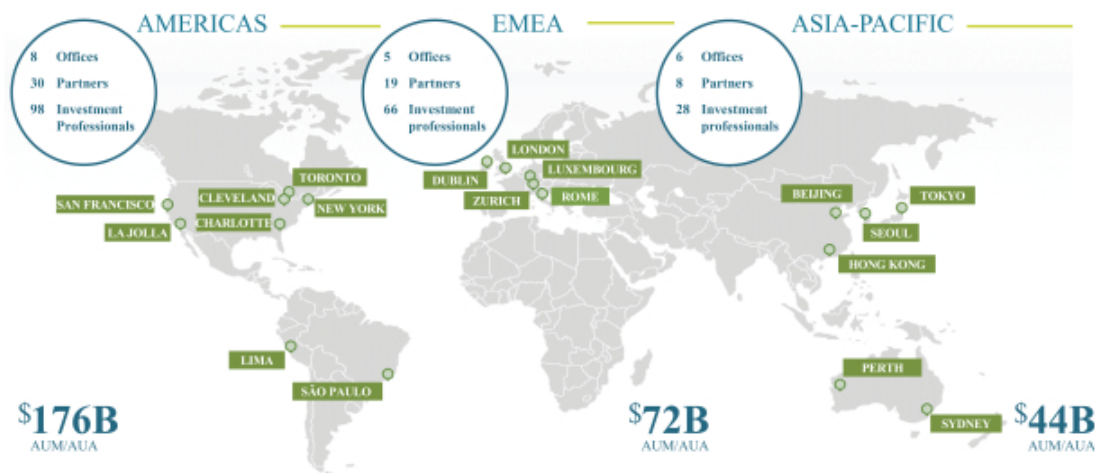 AMERICAS
8 Offices
30 Partners
98 Investment
Professionals
EMEA
5 Offices
19 Partners
66 Investment
professionals
ASIA-PACIFIC
6 Offices
8 Partners
28 Investment
professionals
TORONTO
CLEVELAND
SAN FRANCISCO
NEW YORK
LA JOLLA
CHARLOTTE
LIMA
SÃO PAULO
LONDON
DUBLIN
LUXEMBOURG
ZURICH
ROME
BEIJING
TOKYO
SEOUL
HONG KONG
PERTH
SYDNEY
$176B
AUM/AUA
$72B
AUM/AUA
$44B
AUM/AUA